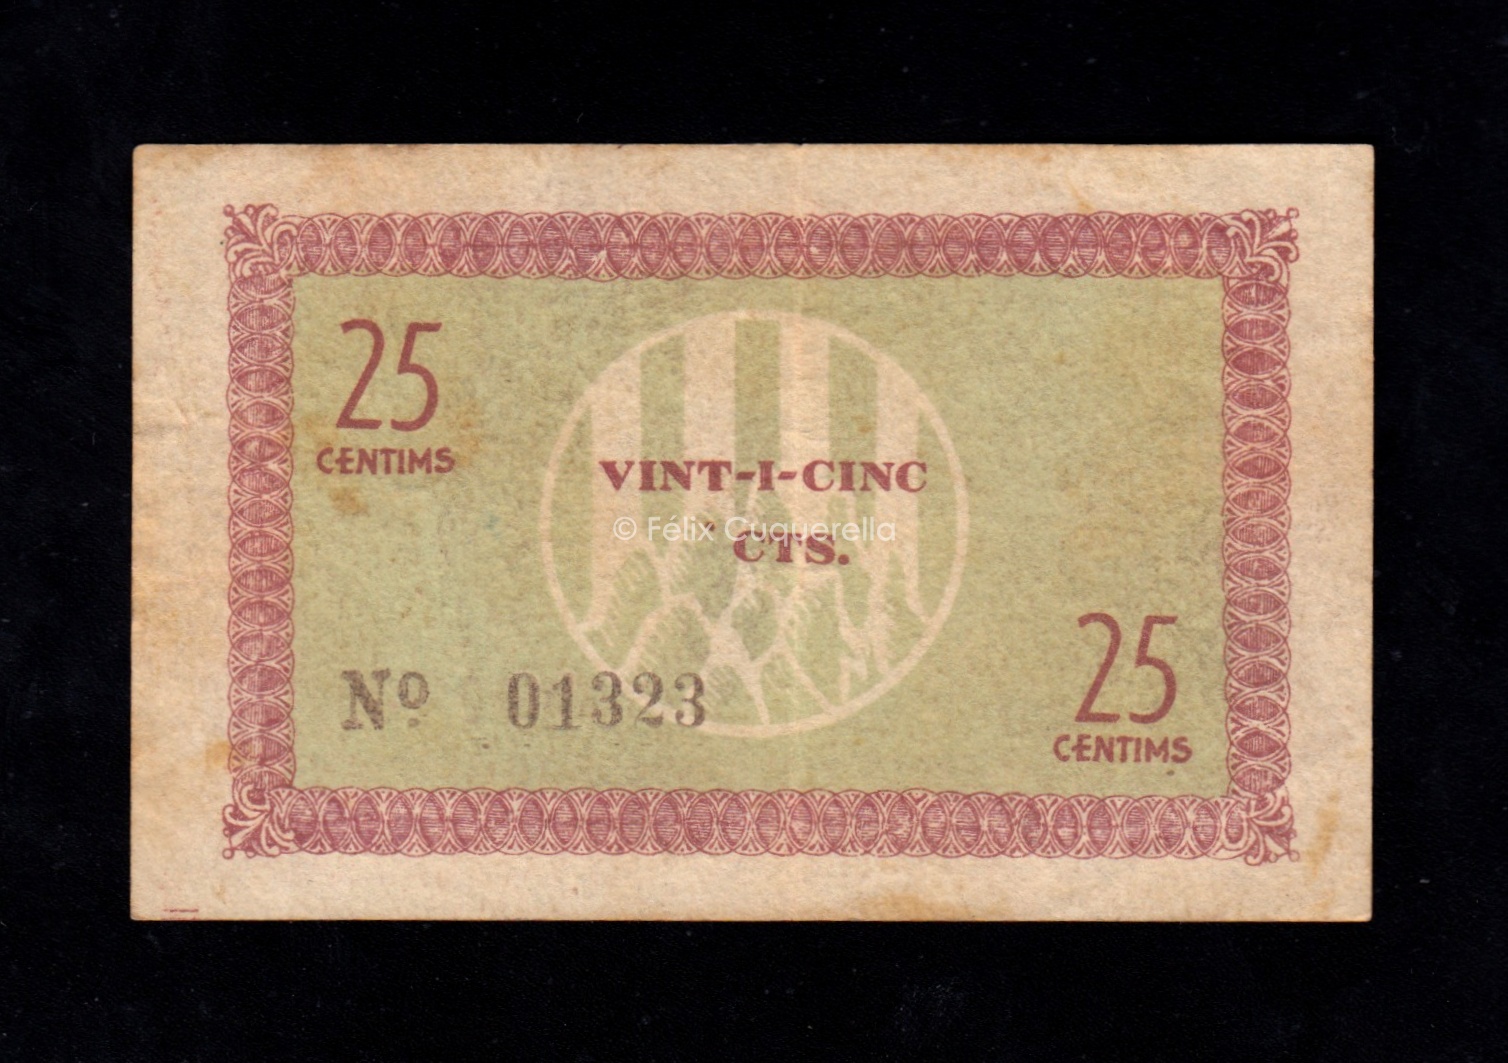 25
CENTIMS
VINT-I-CINC
CTS.
© Félix Cuquerella
25
CENTIMS
Nº 01323